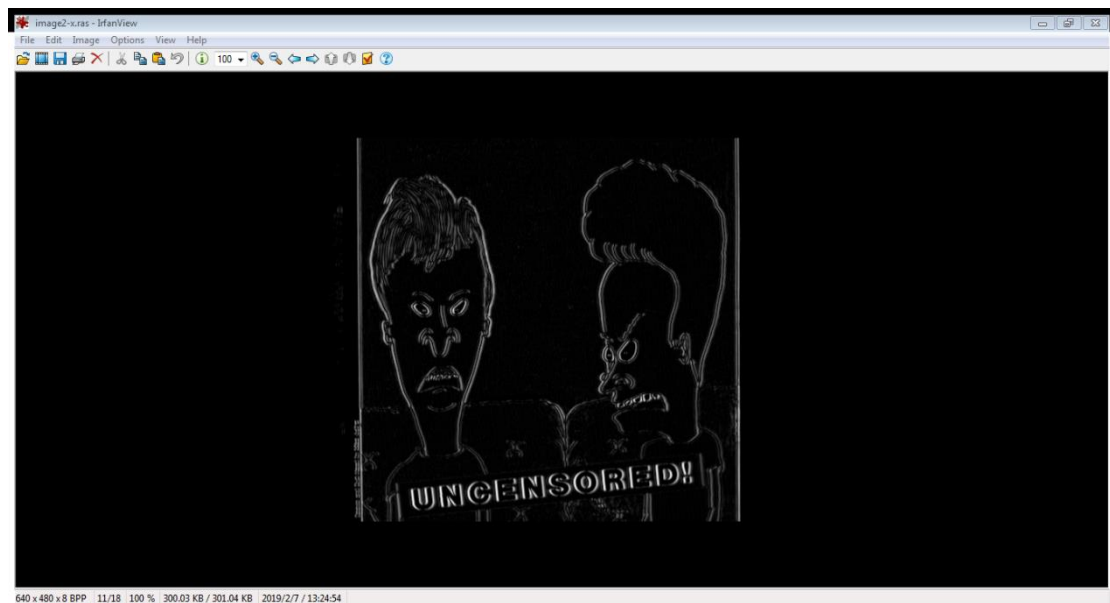 image2-x.ras - IrfanView
File Edit Image Options View Help
100
UNCENSORED!
640 x 480 x 8 BPP 11/18 100 % 300.03 KB / 301.04 KB 2019/2/7 / 13:24:54